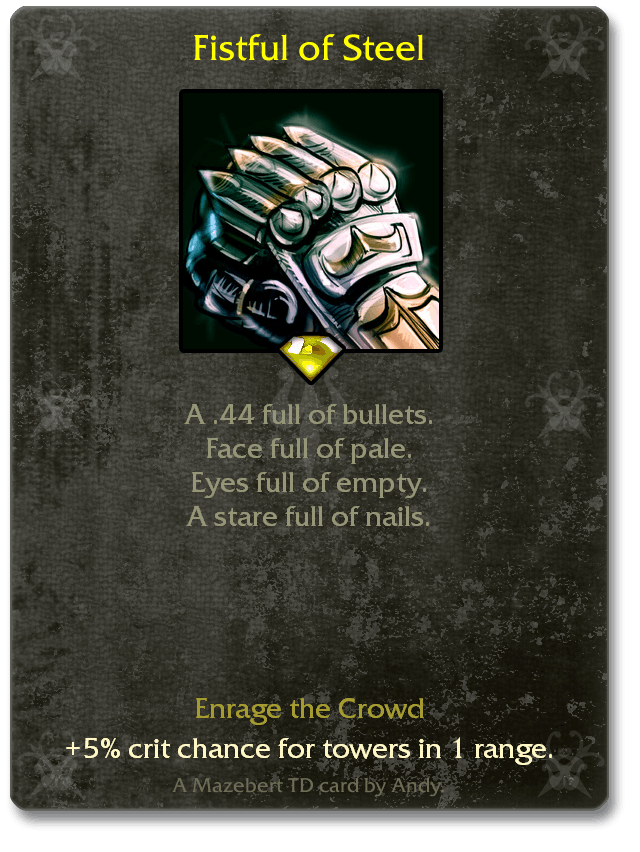 Fistful of Steel
A .44 full of bullets.
Face full of pale.
Eyes full of empty.
A stare full of nails.
Enrage the Crowd
+5% crit chance for towers in 1 range.
A Mazebert TD card by Andy